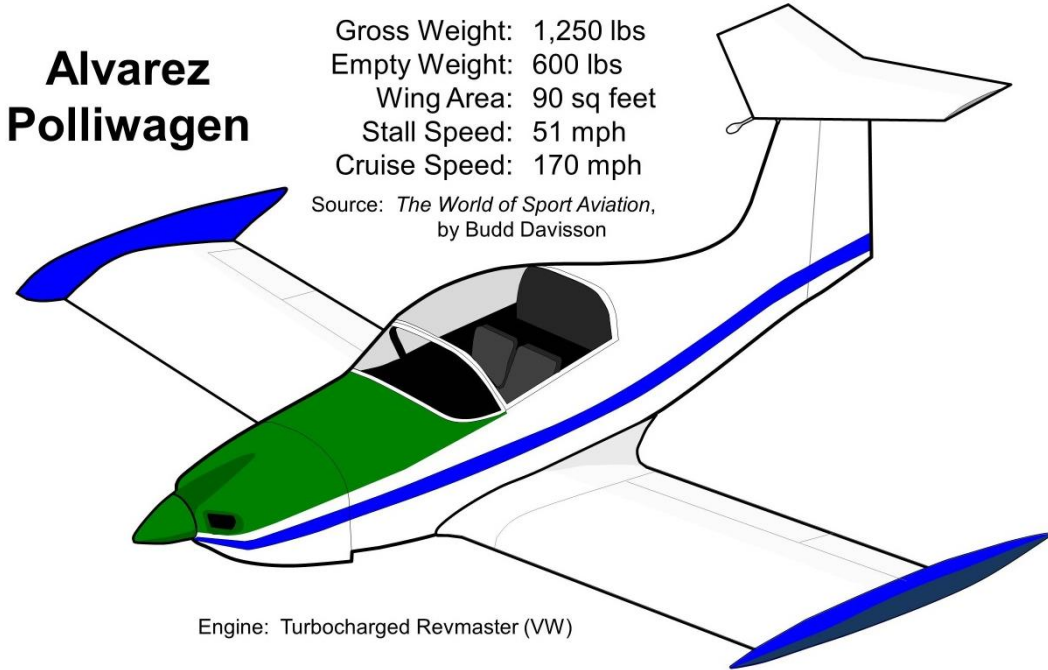 Alvarez
Polliwagen
Gross Weight: 1,250 lbs
Empty Weight: 600 lbs
Wing Area: 90 sq feet
Stall Speed: 51 mph
Cruise Speed: 170 mph
Source: The World of Sport Aviation,
by Budd Davisson
Engine: Turbocharged Revmaster (VW)